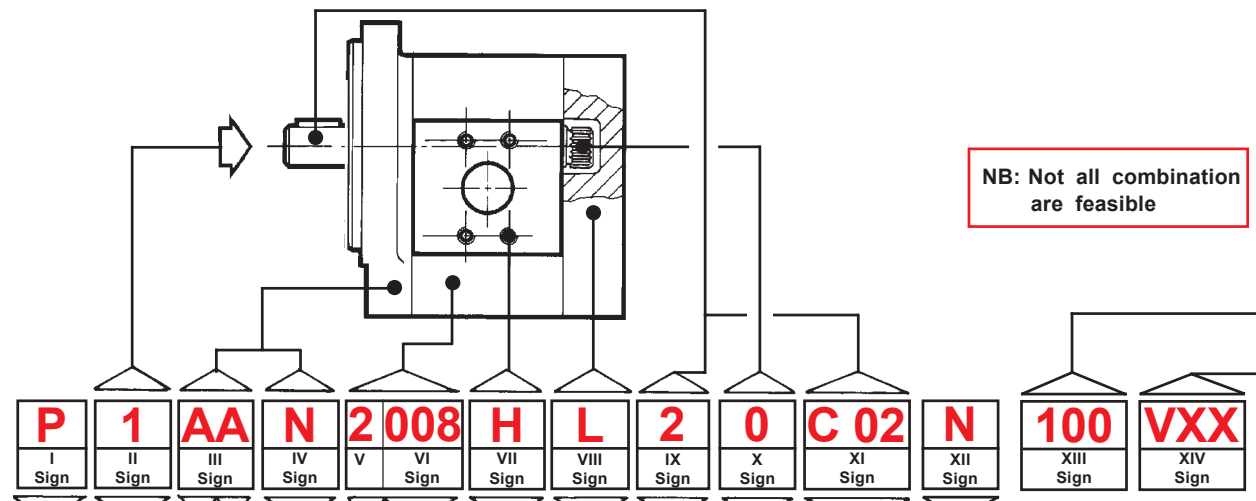 NB: Not all combination
are feasible
P 1 AA N 2 008 H L 2 0 C 02 N 100 VXX
I II III IV V VI VII VIII IX X XI XII XIII XIV
Sign Sign Sign Sign Sign Sign Sign Sign Sign Sign Sign Sign Sign